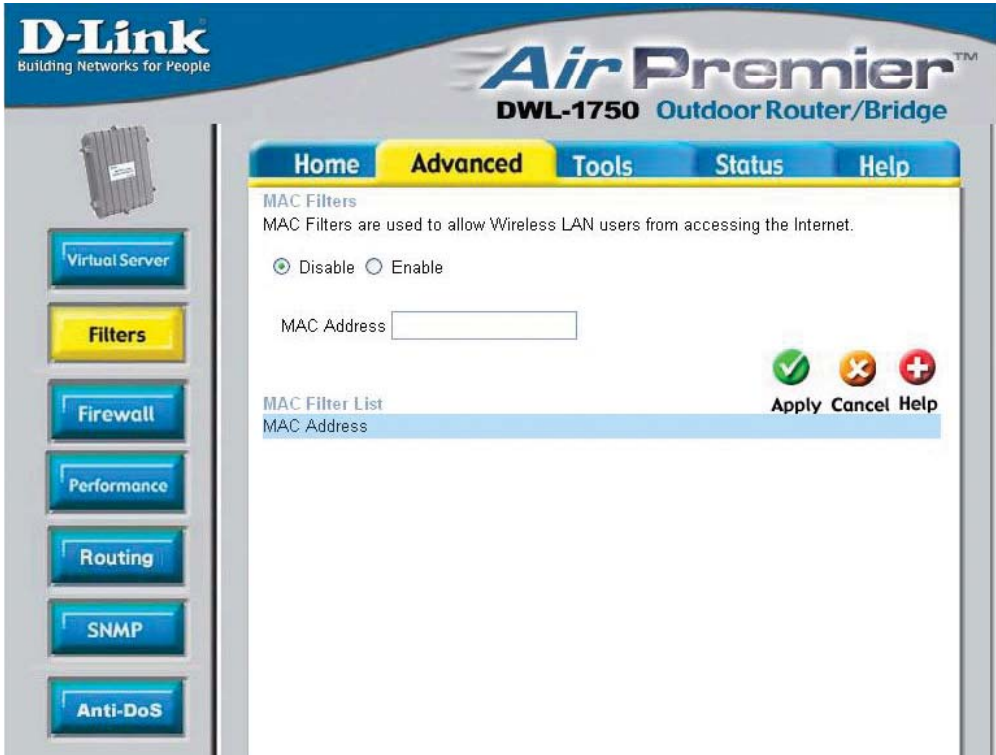 D-Link
Building Networks for People
Air Premier™
DWL-1750 Outdoor Router/Bridge
Home Advanced Tools Status Help
Virtual Server
Filters
Firewall
Performance
Routing
SNMP
Anti-DoS
MAC Filters
MAC Filters are used to allow Wireless LAN users from accessing the Internet.
Disable Enable
MAC Address
Apply Cancel Help
MAC Filter List
MAC Address